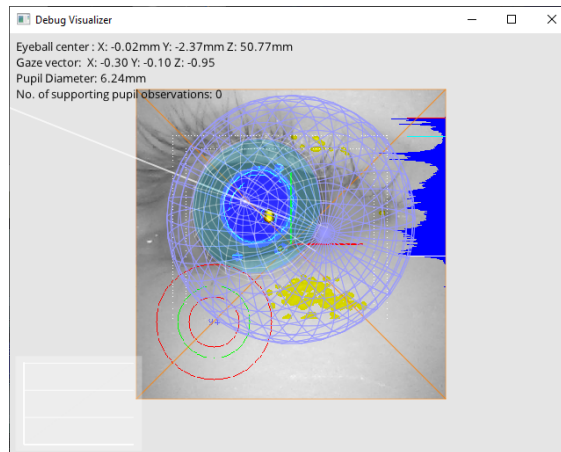 Debug Visualizer
Eyeball center : X: -0.02mm Y: -2.37mm Z: 50.77mm
Gaze vector:  X: -0.30 Y: -0.10 Z: -0.95
Pupil Diameter: 6.24mm
No. of supporting pupil observations: 0
94